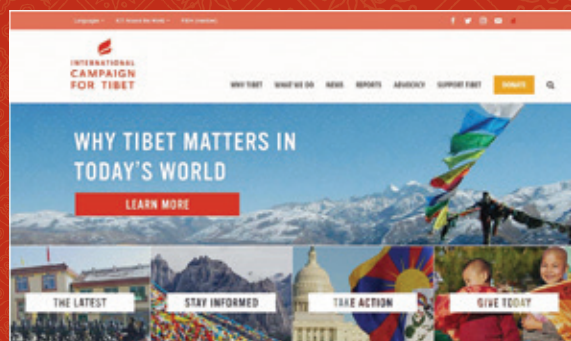 Languages
INTERNATIONAL
CAMPAIGN
FOR TIBET
WHY TIBET WHAT WE DO NEWS REPORTS ADVOCACY SUPPORT TIBET DONATE
WHY TIBET MATTERS IN
TODAY'S WORLD
LEARN MORE
THE LATEST STAY INFORMED TAKE ACTION GIVE TODAY